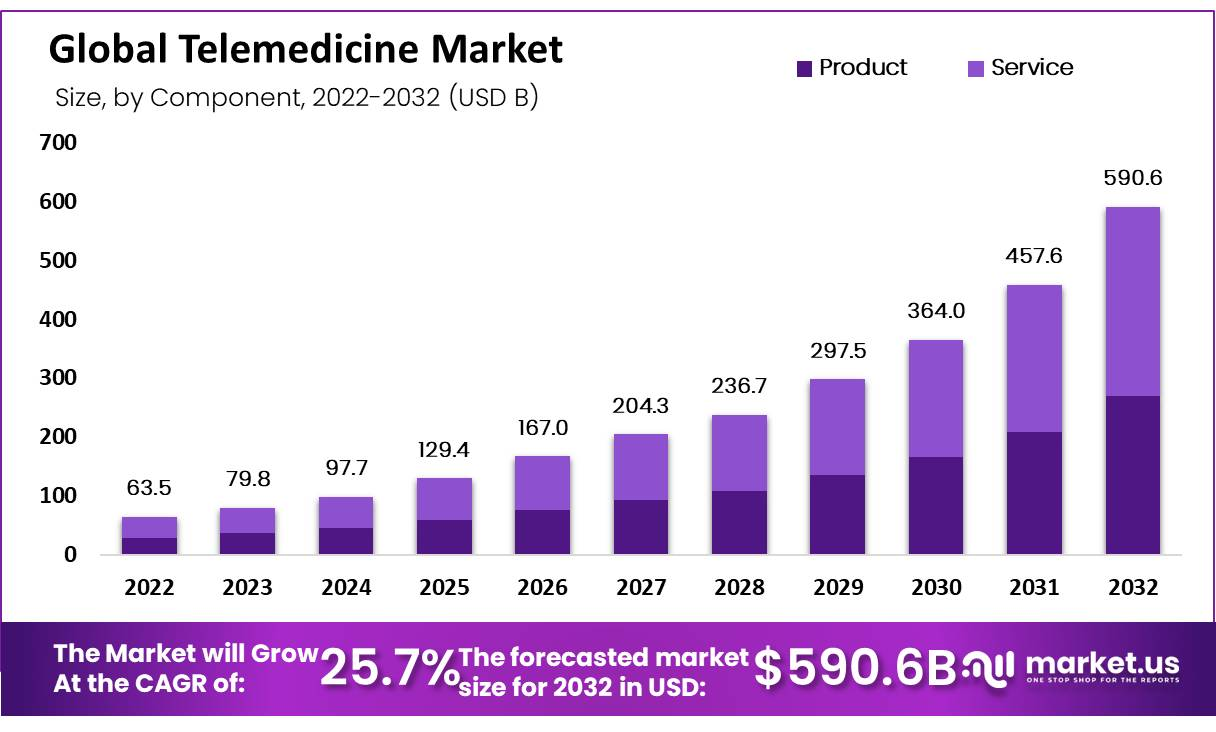 Global Telemedicine Market
Size, by Component, 2022-2032 (USD B)
Product
Service
700
600
500
400
300
200
100
0
63.5
79.8
97.7
129.4
167.0
204.3
236.7
297.5
364.0
457.6
590.6
2022
2023
2024
2025
2026
2027
2028
2029
2030
2031
2032
The Market will Grow
At the CAGR of:
25.7%
The forecasted market
size for 2032 in USD:
$590.6B
market.us
ONE STOP SHOP FOR THE REPORTS